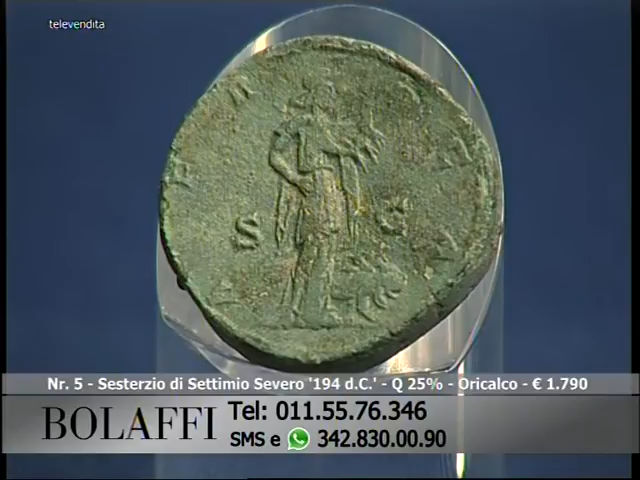 televendita
S C
Nr. 5 - Sesterzio di Settimio Severo '194 d.C.' - Q 25% - Oricalco - € 1.790
BOLAFFI
Tel: 011.55.76.346
SMS e 342.830.00.90